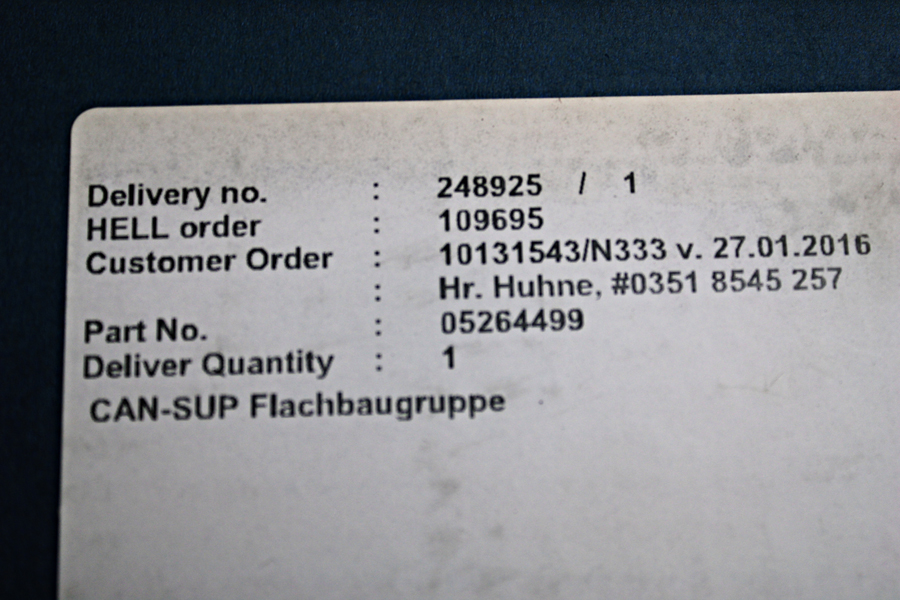 Delivery no. : 248925 / 1
HELL order : 109695
Customer Order : 10131543/N333 v. 27.01.2016
: Hr. Huhne, #0351 8545 257
Part No. : 05264499
Deliver Quantity : 1
CAN-SUP Flachbaugruppe